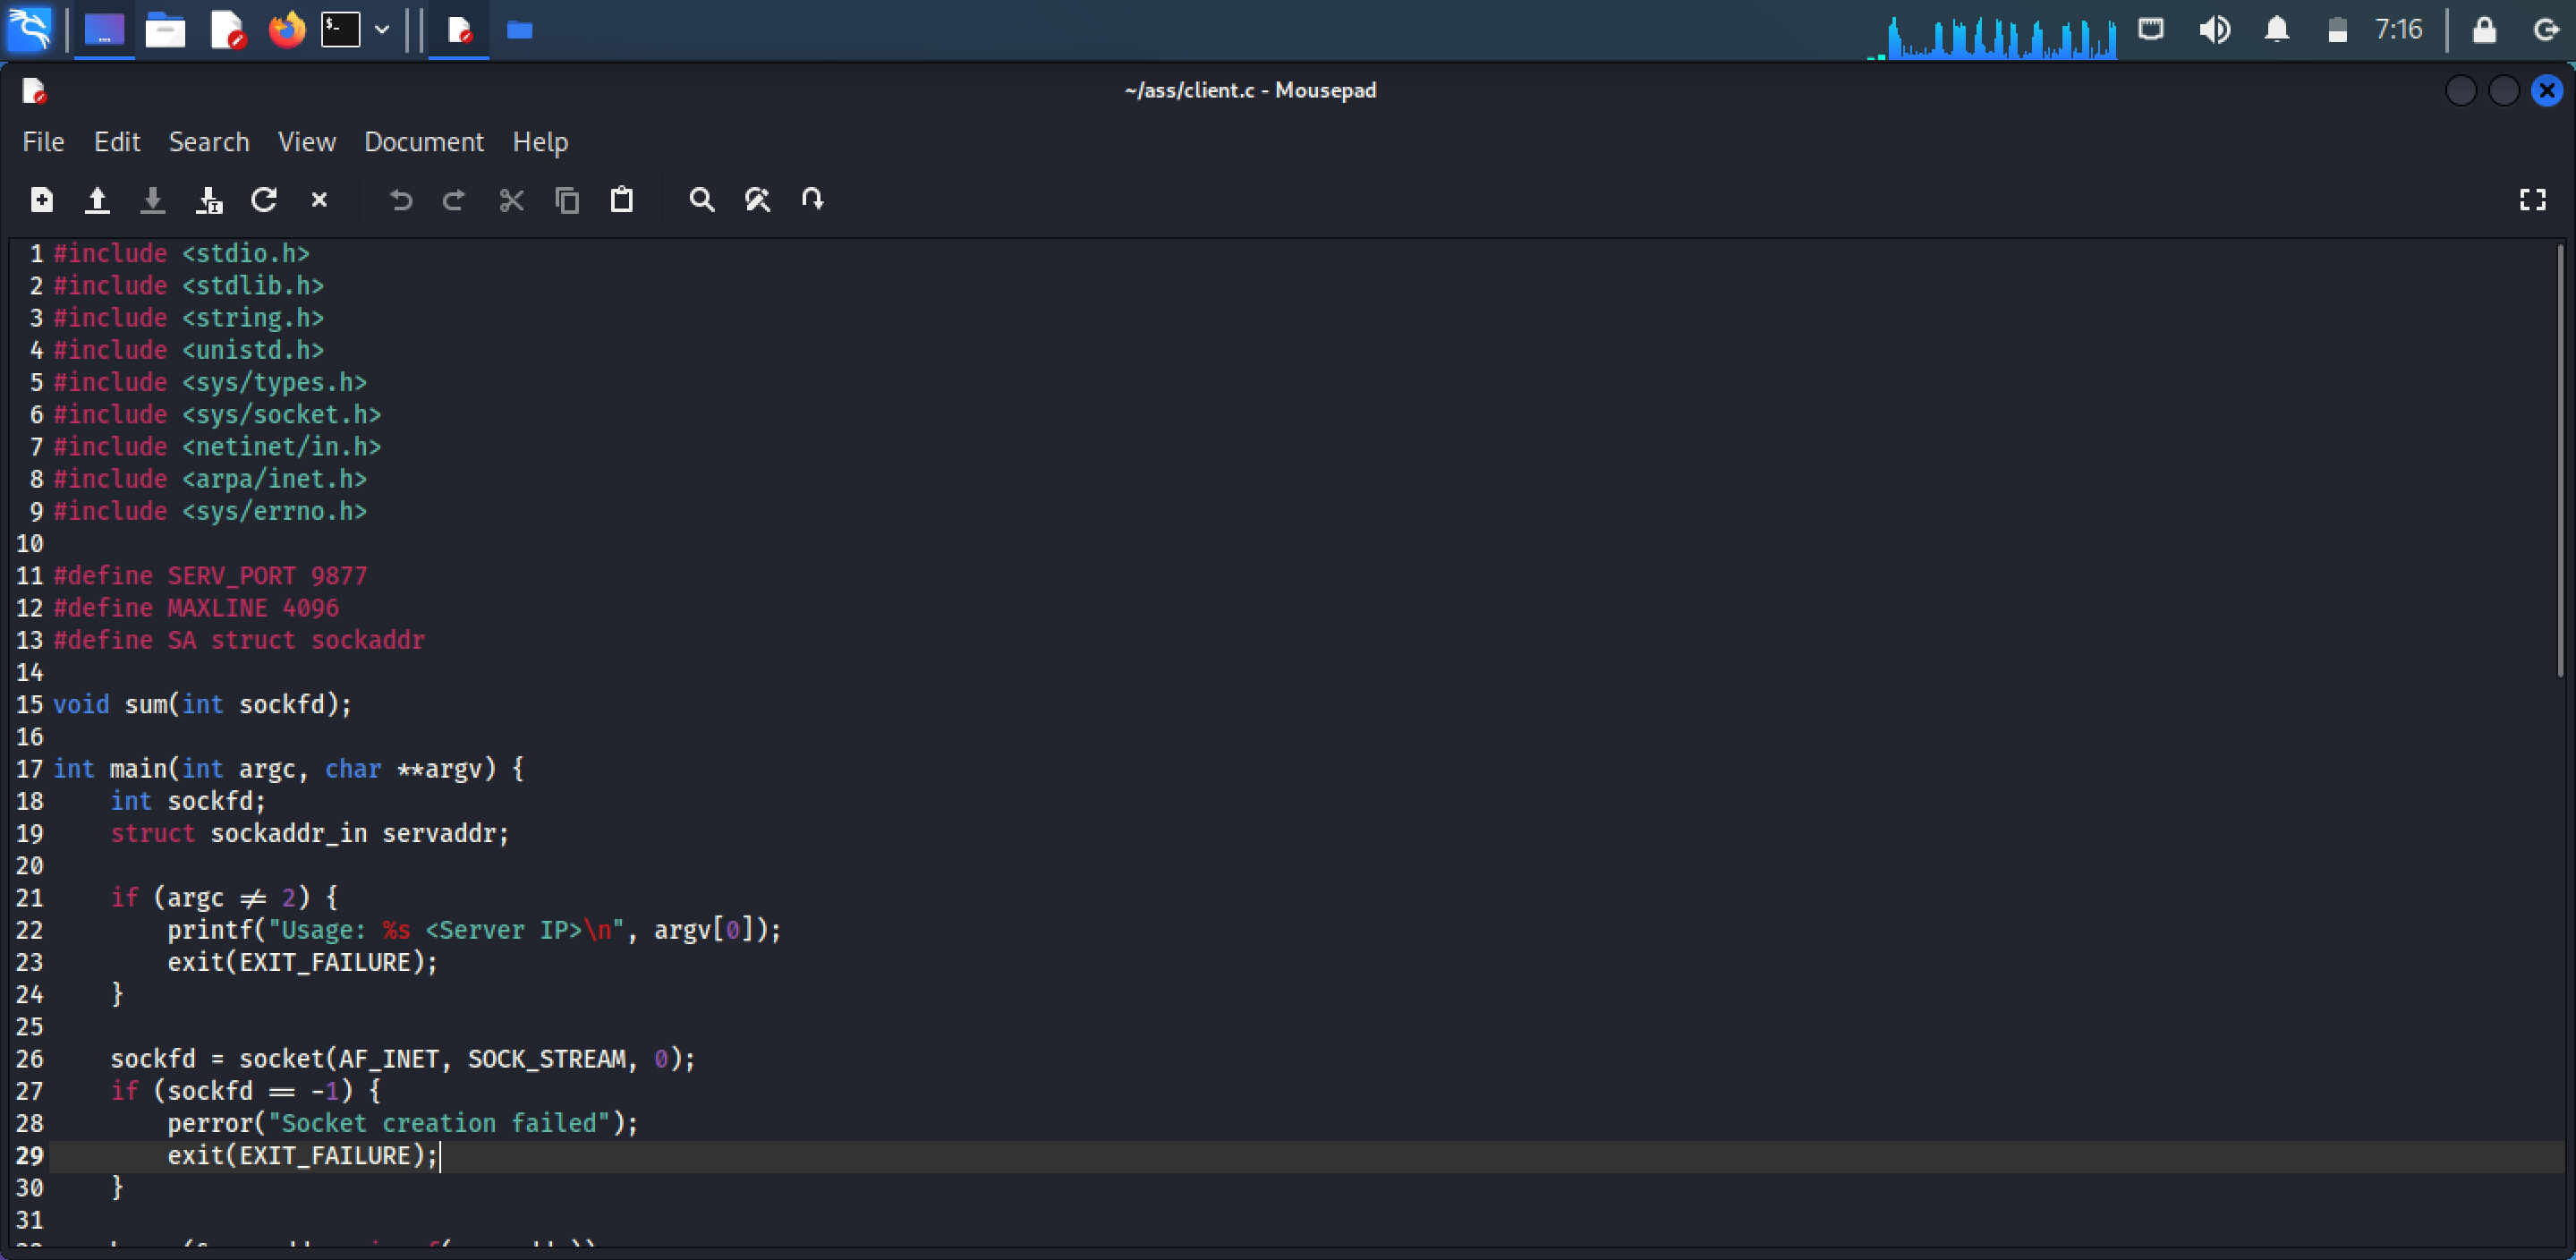 7:16
~/ass/client.c - Mousepad
File Edit Search View Document Help
1 #include <stdio.h>
2 #include <stdlib.h>
3 #include <string.h>
4 #include <unistd.h>
5 #include <sys/types.h>
6 #include <sys/socket.h>
7 #include <netinet/in.h>
8 #include <arpa/inet.h>
9 #include <sys/errno.h>
10
11 #define SERV_PORT 9877
12 #define MAXLINE 4096
13 #define SA struct sockaddr
14
15 void sum(int sockfd);
16
17 int main(int argc, char **argv) {
18     int sockfd;
19     struct sockaddr_in servaddr;
20
21     if (argc ≠ 2) {
22         printf("Usage: %s <Server IP>\n", argv[0]);
23         exit(EXIT_FAILURE);
24     }
25
26     sockfd = socket(AF_INET, SOCK_STREAM, 0);
27     if (sockfd == -1) {
28         perror("Socket creation failed");
29         exit(EXIT_FAILURE);
30     }
31